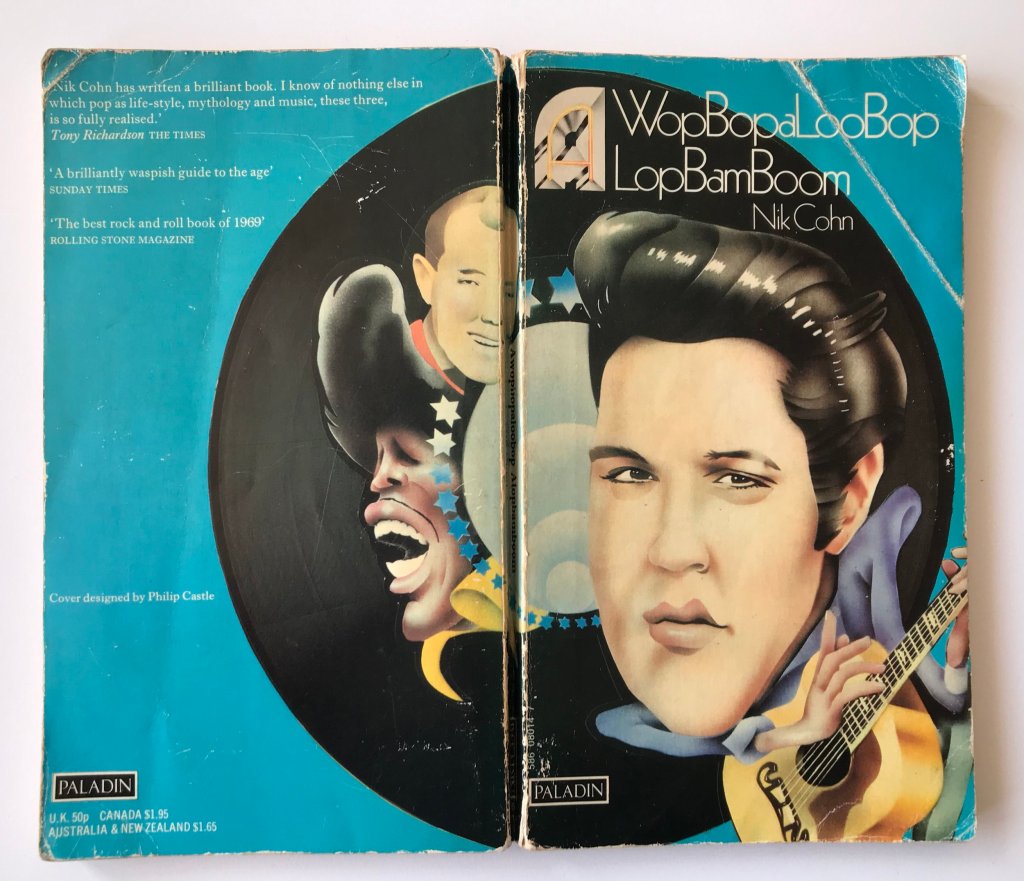 'Nik Cohn has written a brilliant book. I know of nothing else in
which pop as life-style, mythology and music, these three,
is so fully realised.'
Tony Richardson THE TIMES
'A brilliantly waspish guide to the age'
SUNDAY TIMES
'The best rock and roll book of 1969'
ROLLING STONE MAGAZINE
Cover designed by Philip Castle
PALADIN
U.K. 50p CANADA $1.95
AUSTRALIA & NEW ZEALAND $1.65
Awopbopaloobop Alopbamboom
A WopBopaLooBop
LopBamBoom
Nik Cohn
PALADIN